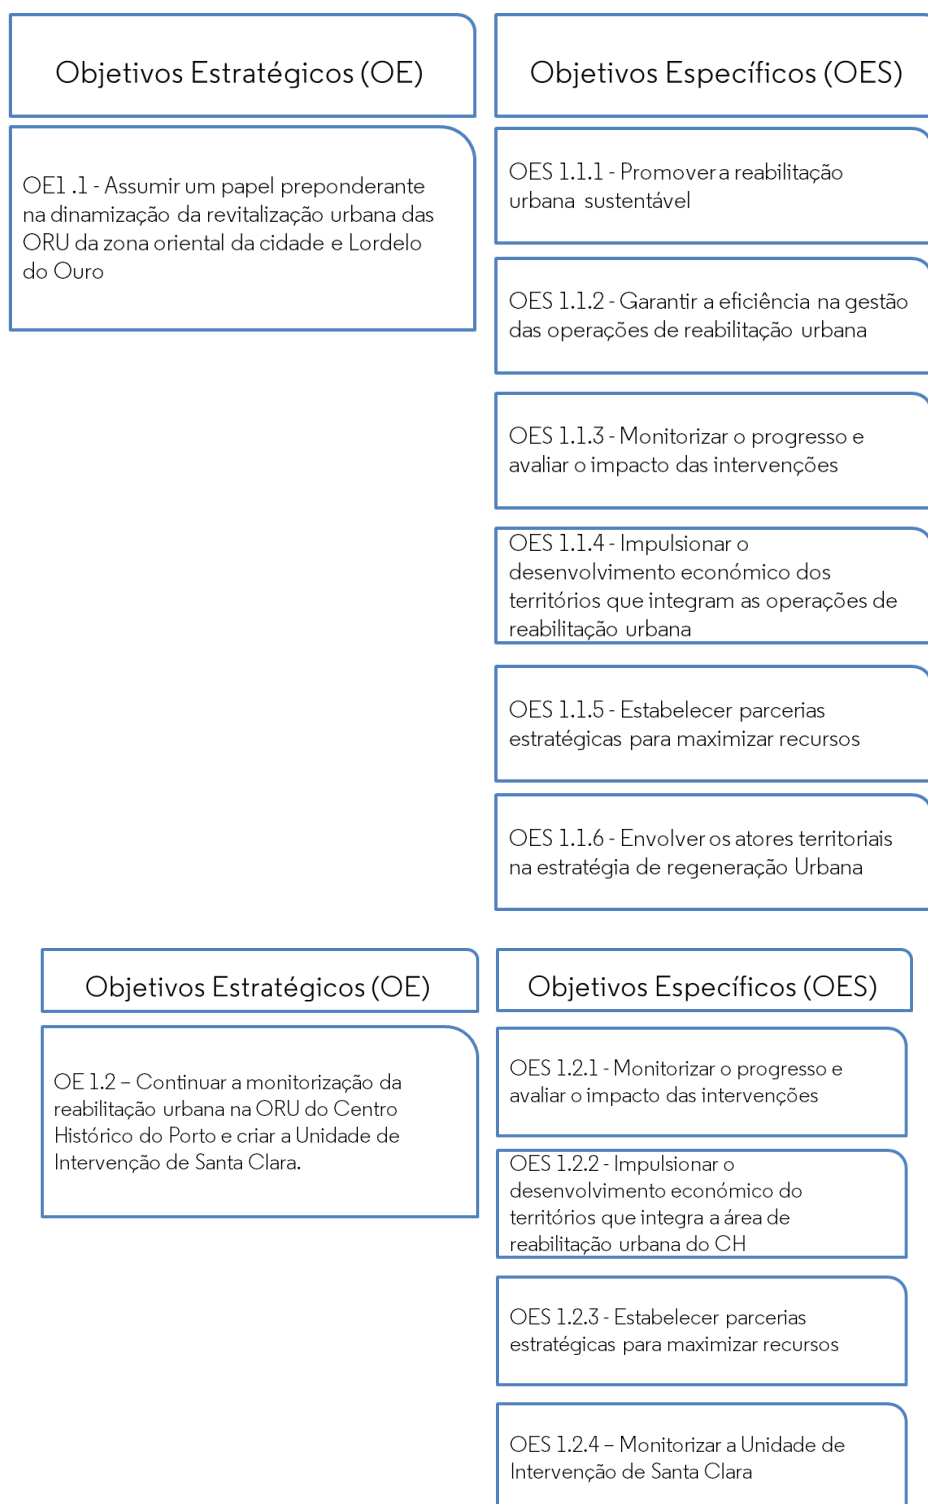 Objetivos Estratégicos (OE)
Objetivos Específicos (OES)
OE1 .1 - Assumir um papel preponderante
na dinamização da revitalização urbana das
ORU da zona oriental da cidade e Lordelo
do Ouro
OES 1.1.1 - Promover a reabilitação
urbana sustentável
OES 1.1.2 - Garantir a eficiência na gestão
das operações de reabilitação urbana
OES 1.1.3 - Monitorizar o progresso e
avaliar o impacto das intervenções
OES 1.1.4 - Impulsionar o
desenvolvimento económico dos
territórios que integram as operações de
reabilitação urbana
OES 1.1.5 - Estabelecer parcerias
estratégicas para maximizar recursos
OES 1.1.6 - Envolver os atores territoriais
na estratégia de regeneração Urbana
Objetivos Estratégicos (OE)
Objetivos Específicos (OES)
OE 1.2 – Continuar a monitorização da
reabilitação urbana na ORU do Centro
Histórico do Porto e criar a Unidade de
Intervenção de Santa Clara.
OES 1.2.1 - Monitorizar o progresso e
avaliar o impacto das intervenções
OES 1.2.2 - Impulsionar o
desenvolvimento económico do
territórios que integra a área de
reabilitação urbana do CH
OES 1.2.3 - Estabelecer parcerias
estratégicas para maximizar recursos
OES 1.2.4 – Monitorizar a Unidade de
Intervenção de Santa Clara